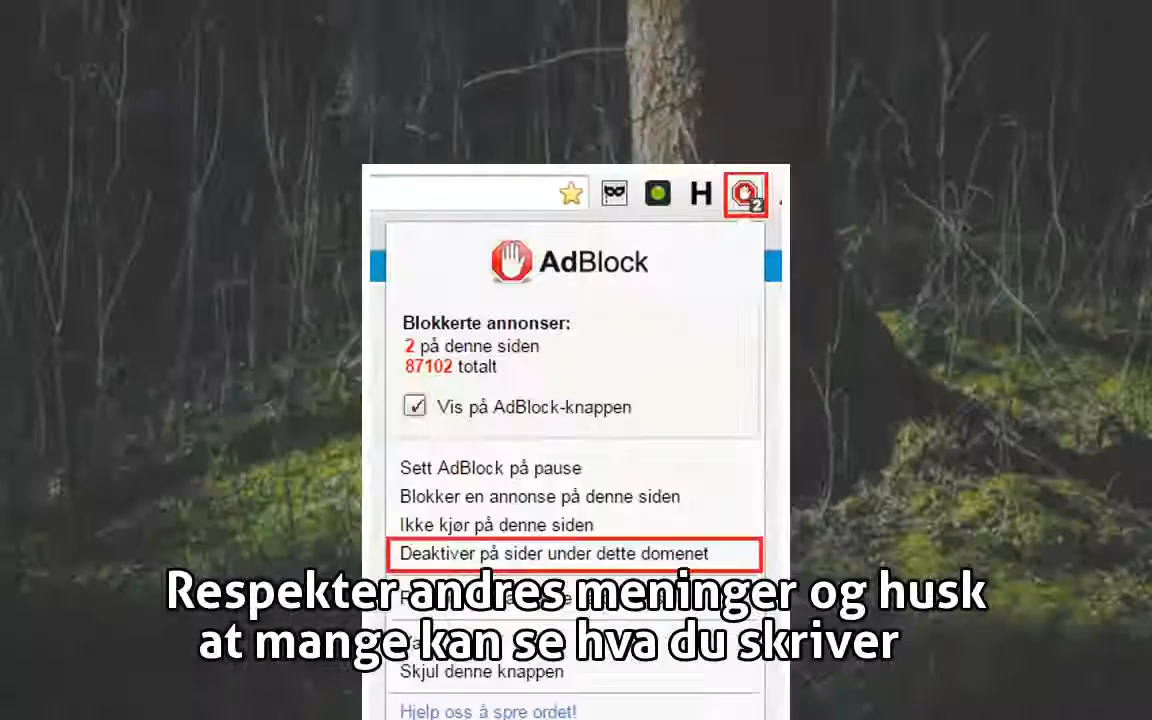 H
2
AdBlock
Blokkerte annonser:
2 på denne siden
87102 totalt
Vis på AdBlock-knappen
Sett AdBlock på pause
Blokker en annonse på denne siden
Ikke kjør på denne siden
Deaktiver på sider under dette domenet
Respekter andres meninger og husk
at mange kan se hva du skriver
Skjul denne knappen
Hjelp oss å spre ordet!